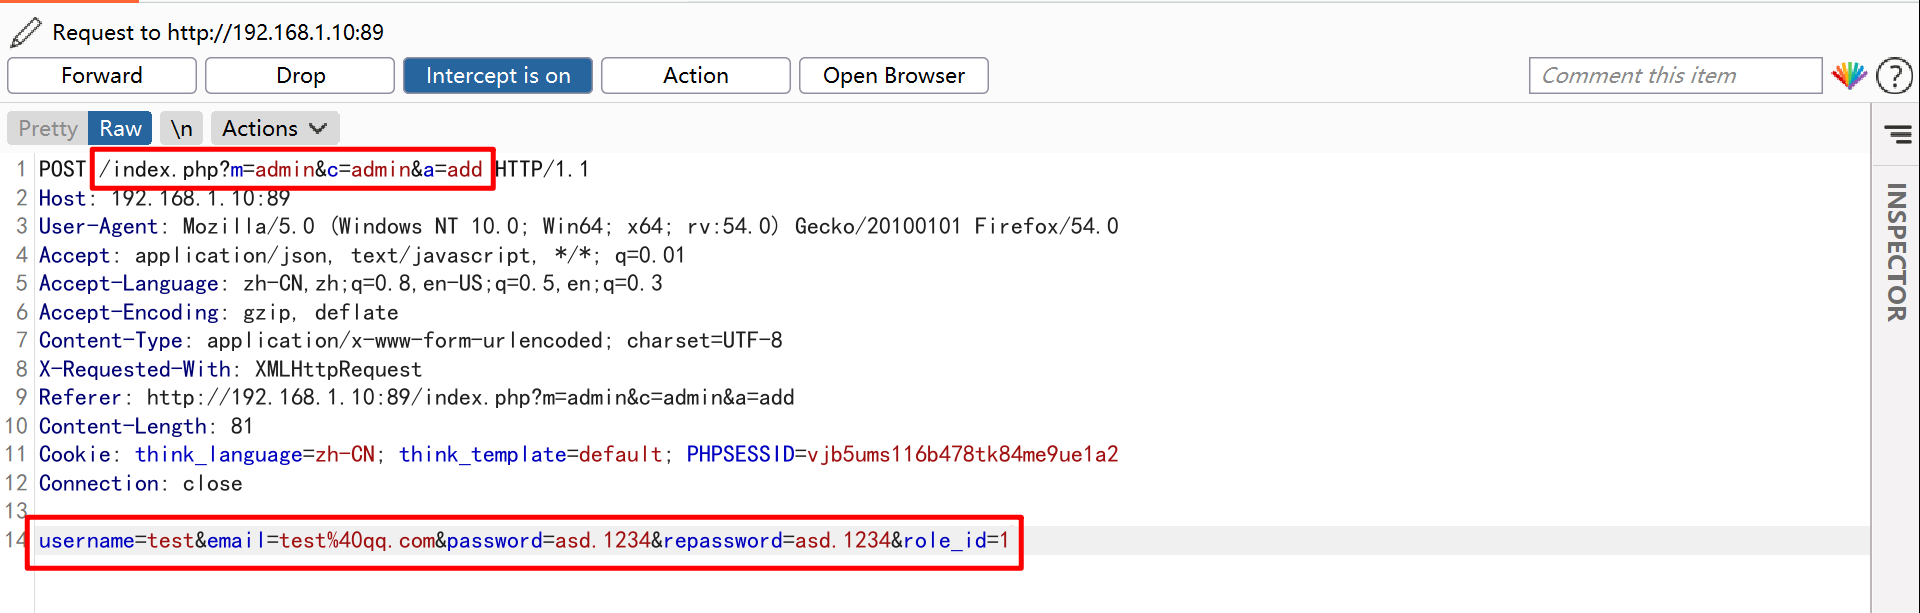 Request to http://192.168.1.10:89
Forward Drop Intercept is on Action Open Browser Comment this item ?
Pretty Raw \n Actions
1 POST /index.php?m=admin&c=admin&a=add HTTP/1.1
2 Host: 192.168.1.10:89
3 User-Agent: Mozilla/5.0 (Windows NT 10.0; Win64; x64; rv:54.0) Gecko/20100101 Firefox/54.0
4 Accept: application/json, text/javascript, */*; q=0.01
5 Accept-Language: zh-CN,zh;q=0.8,en-US;q=0.5,en;q=0.3
6 Accept-Encoding: gzip, deflate
7 Content-Type: application/x-www-form-urlencoded; charset=UTF-8
8 X-Requested-With: XMLHttpRequest
9 Referer: http://192.168.1.10:89/index.php?m=admin&c=admin&a=add
10 Content-Length: 81
11 Cookie: think_language=zh-CN; think_template=default; PHPSESSID=vjb5ums116b478tk84me9ue1a2
12 Connection: close
13
14 username=test&email=test%40qq.com&password=asd.1234&repassword=asd.1234&role_id=1
INSPECTOR